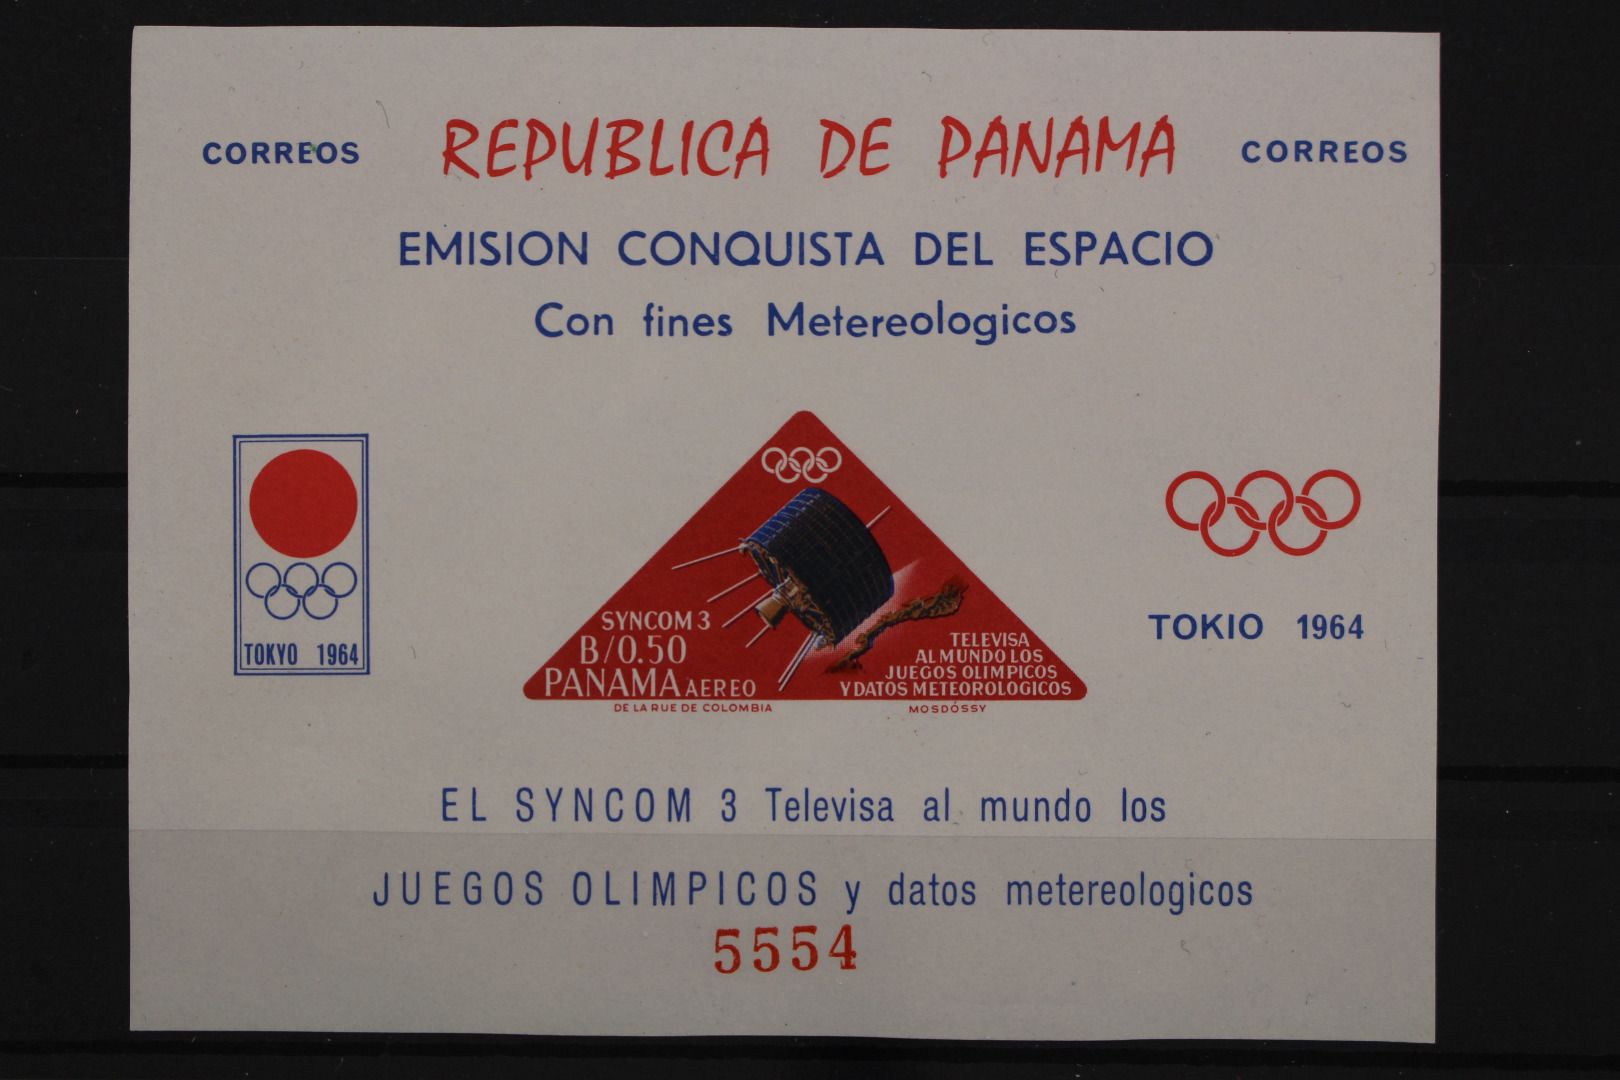 CORREOS REPUBLICA DE PANAMA CORREOS
EMISION CONQUISTA DEL ESPACIO
Con fines Metereologicos
TOKYO 1964
SYNCOM 3
B/0.50
PANAMA AEREO
TELEVISA
AL MUNDO LOS
JUEGOS OLIMPICOS
Y DATOS METEOROLOGICOS
DE LA RUE DE COLOMBIA MOSDÓSSY
TOKIO 1964
EL SYNCOM 3 Televisa al mundo los
JUEGOS OLIMPICOS y datos metereologicos
5554